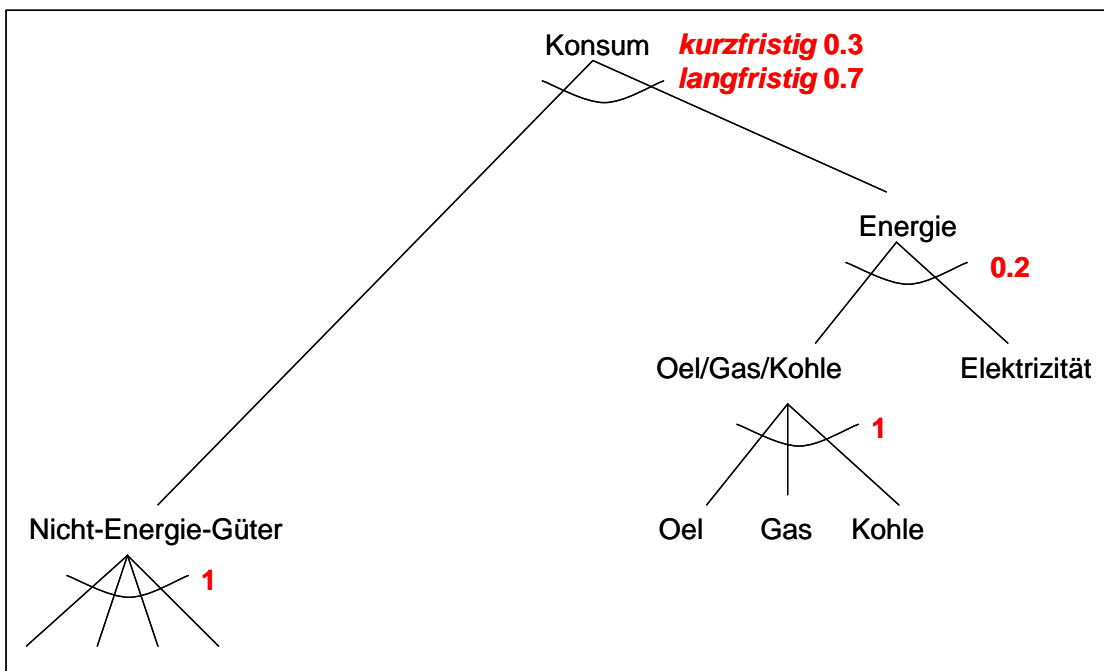 Konsum kurzfristig 0.3
langfristig 0.7
Energie
0.2
Oel/Gas/Kohle Elektrizität
1
Nicht-Energie-Güter Oel Gas Kohle
1